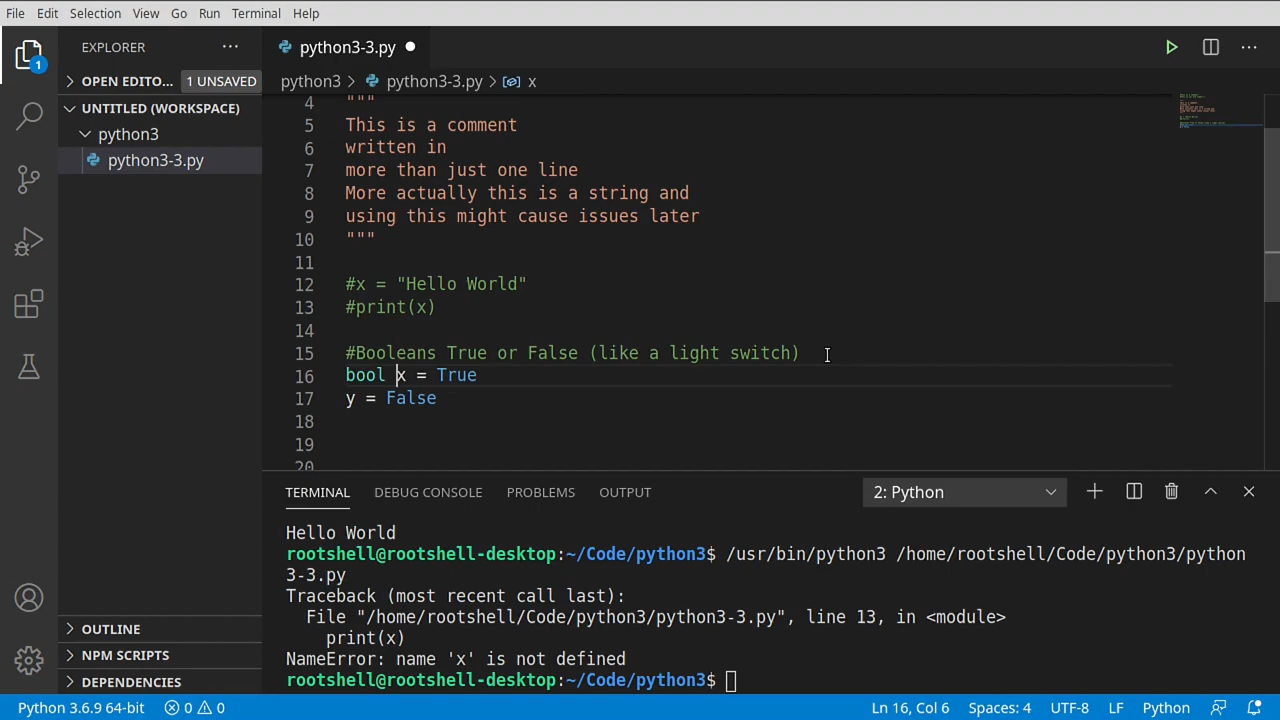 File Edit Selection View Go Run Terminal Help
EXPLORER ...
python3-3.py
OPEN EDITO... 1 UNSAVED
python3 > python3-3.py > x
UNTITLED (WORKSPACE)
python3
python3-3.py
4 """
5 This is a comment
6 written in
7 more than just one line
8 More actually this is a string and
9 using this might cause issues later
10 """
11
12 #x = "Hello World"
13 #print(x)
14
15 #Booleans True or False (like a light switch)
16 bool x = True
17 y = False
18
19
20
TERMINAL DEBUG CONSOLE PROBLEMS OUTPUT 2: Python
Hello World
rootshell@rootshell-desktop:~/Code/python3$ /usr/bin/python3 /home/rootshell/Code/python3/python
3-3.py
Traceback (most recent call last):
File "/home/rootshell/Code/python3/python3-3.py", line 13, in <module>
print(x)
NameError: name 'x' is not defined
rootshell@rootshell-desktop:~/Code/python3$
1
OUTLINE
NPM SCRIPTS
DEPENDENCIES
Python 3.6.9 64-bit 0 0 Ln 16, Col 6 Spaces: 4 UTF-8 LF Python